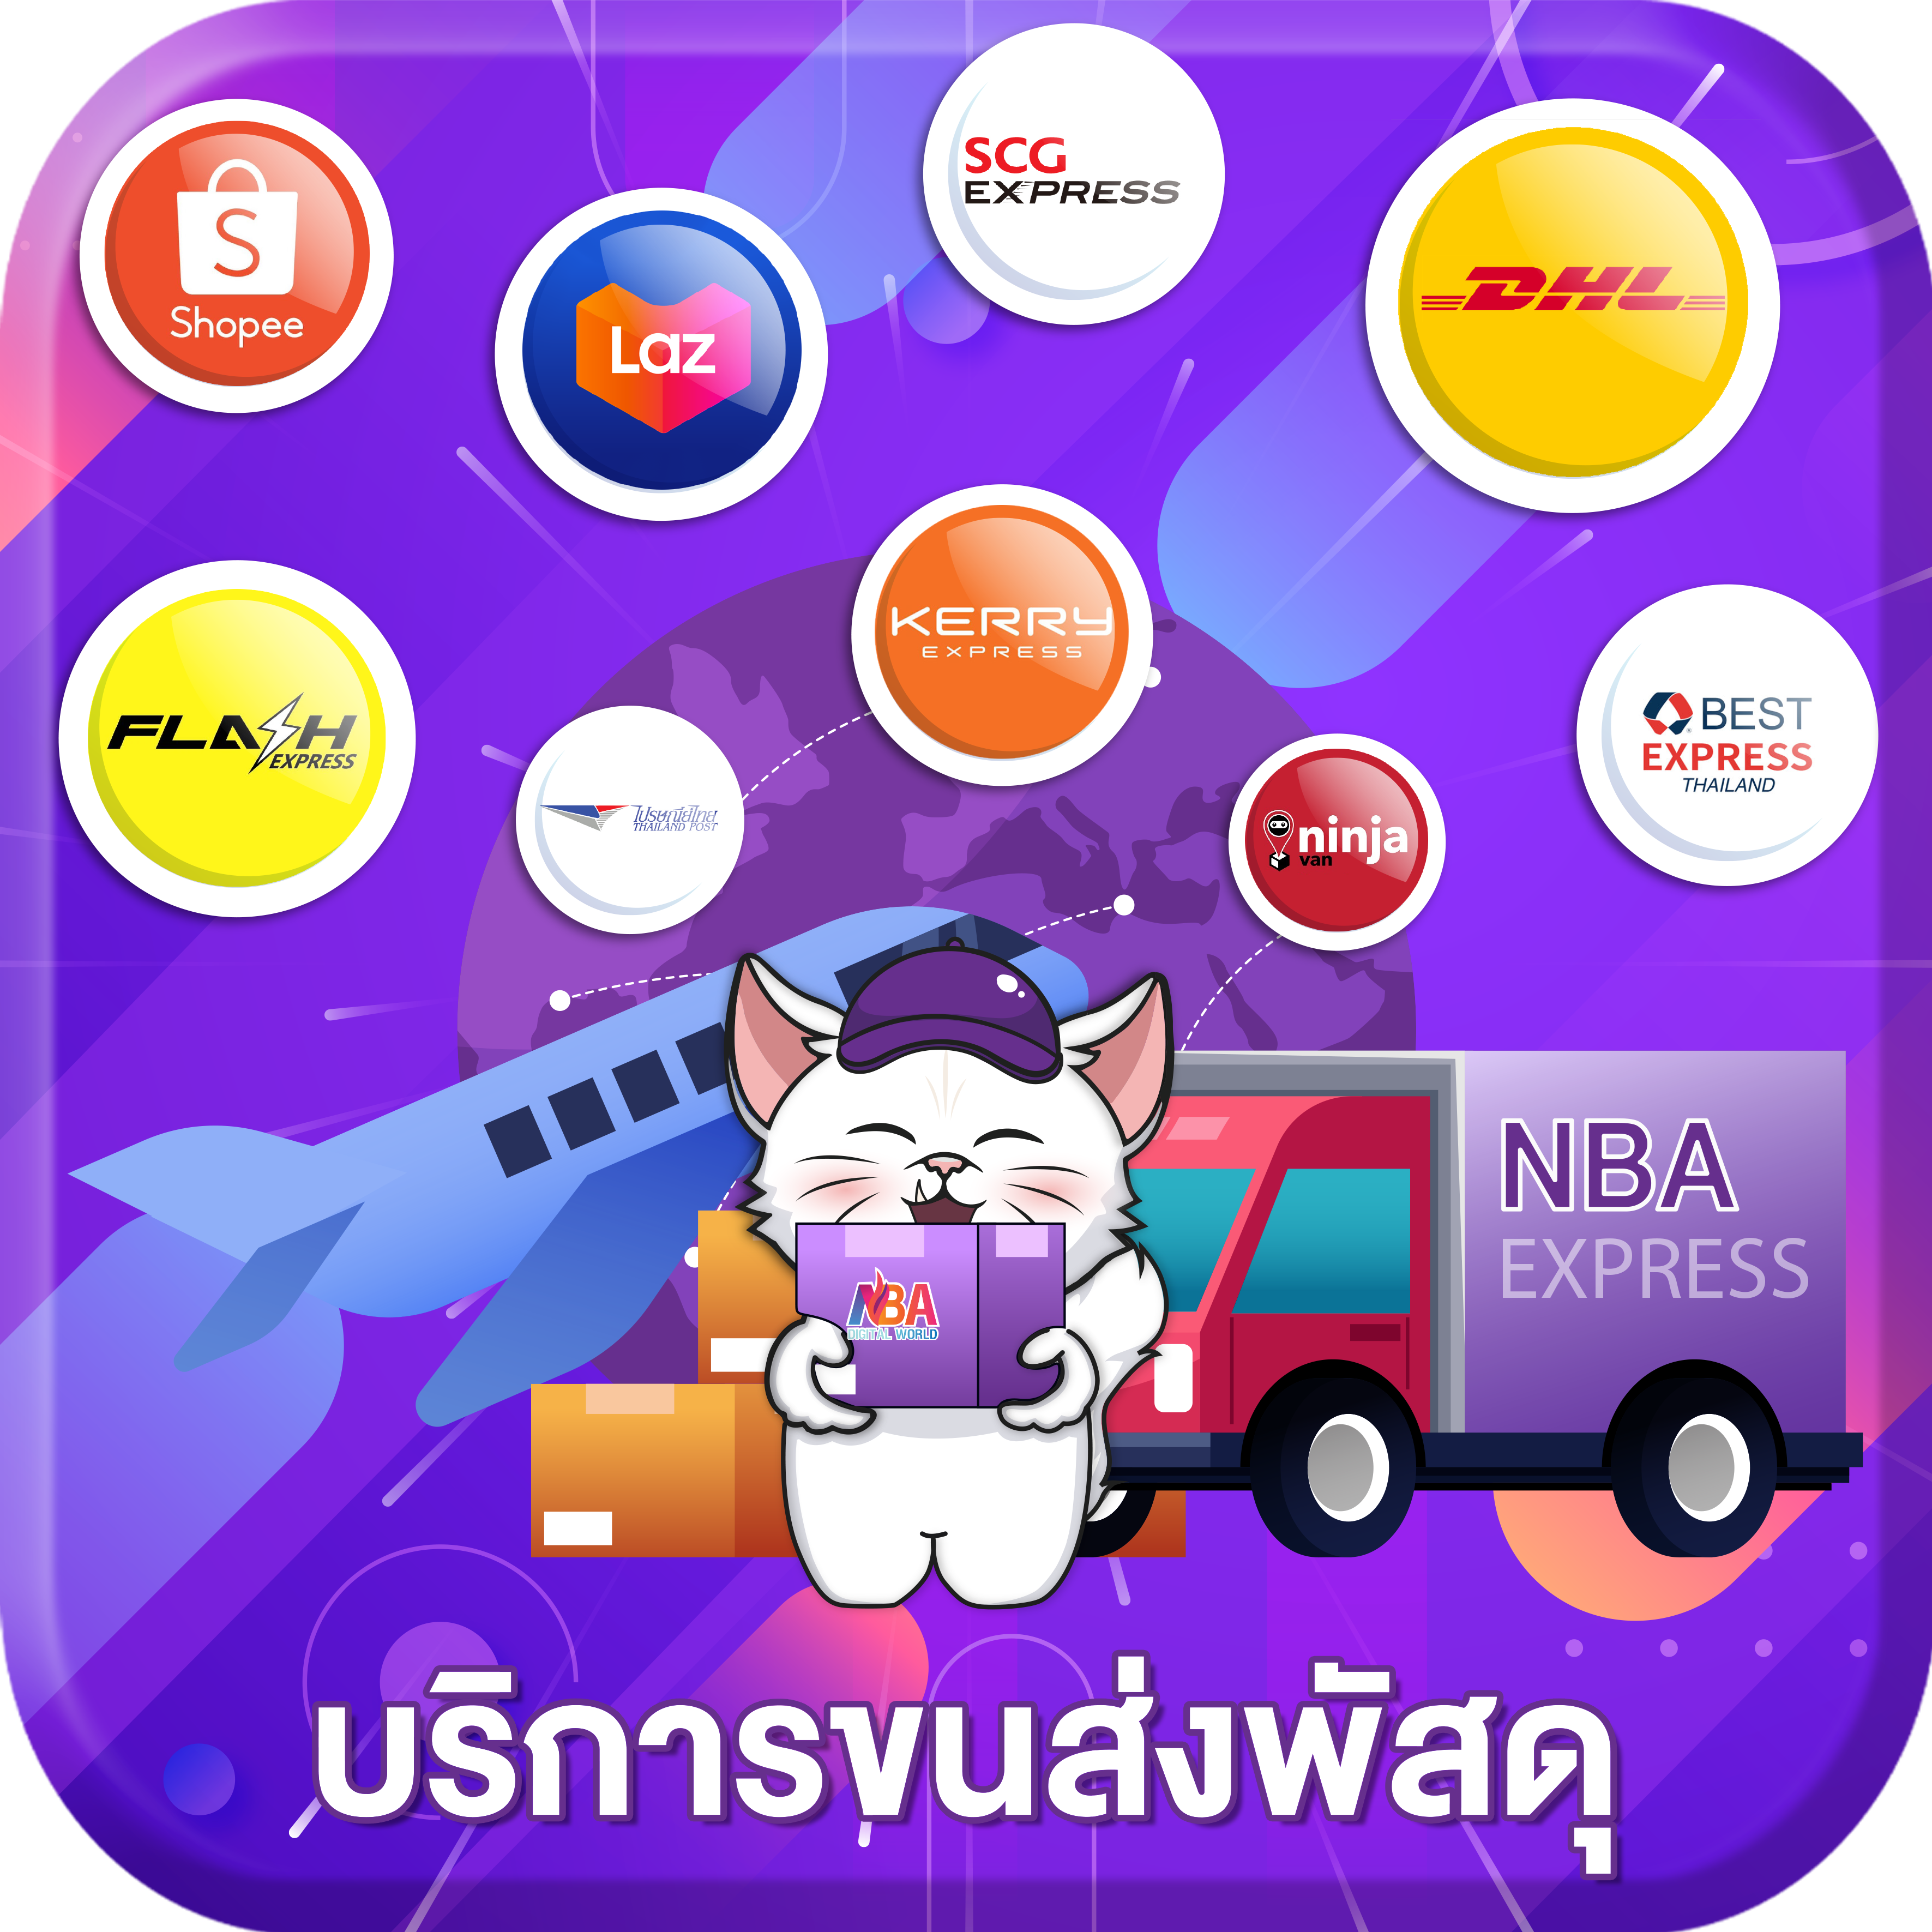 SCG
EXPRESS
S
Shopee
Laz
DHL
KERRY
EXPRESS
FLASH
EXPRESS
ไปรษณีย์ไทย
THAILAND POST
ninja
van
BEST
EXPRESS
THAILAND
NBA
EXPRESS
NBA
DIGITAL WORLD
บริการขนส่งพัสดุ